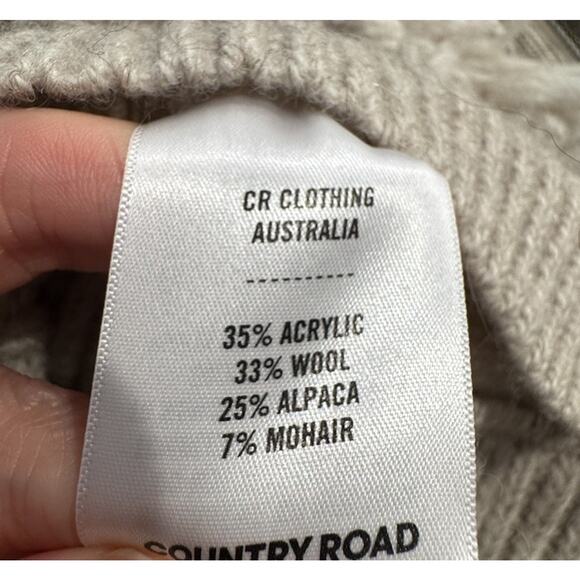 CR CLOTHING
AUSTRALIA
----------
35% ACRYLIC
33% WOOL
25% ALPACA
7% MOHAIR
COUNTRY ROAD